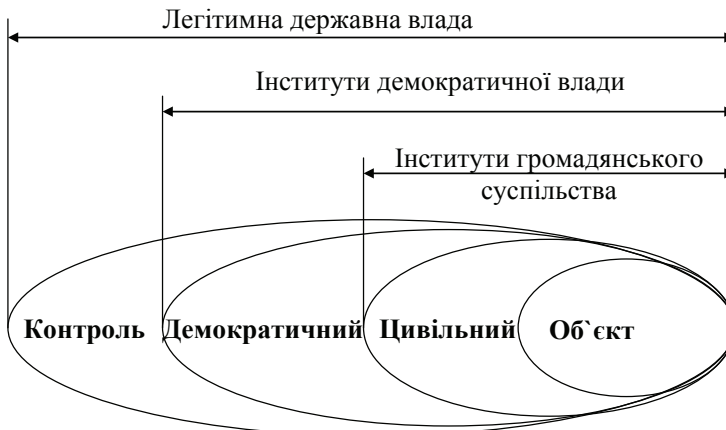 Легітимна державна влада
Інститути демократичної влади
Інститути громадянського
суспільства
Контроль Демократичний Цивільний Об`єкт